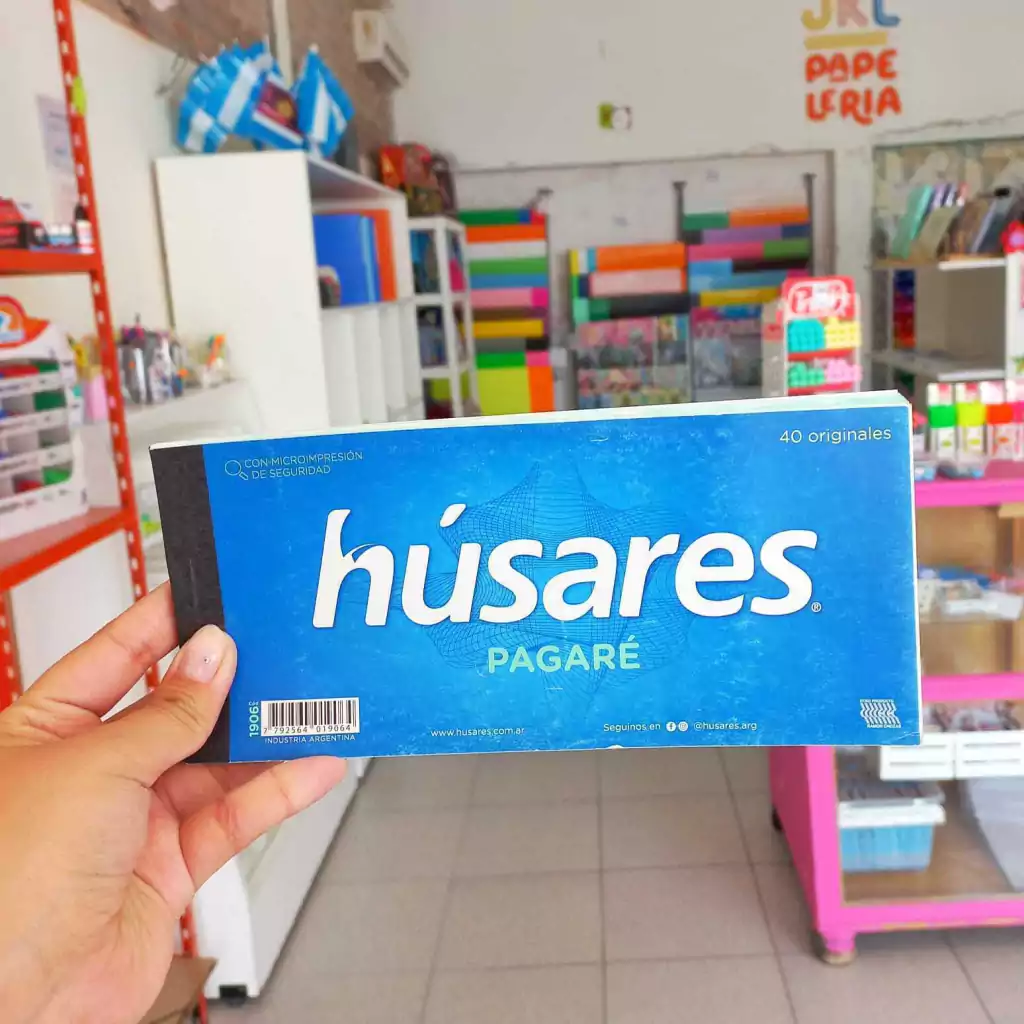 JKL
PAPE
LERIA
CON MICROIMPRESIÓN
DE SEGURIDAD
40 originales
húsares®
PAGARÉ
1906
7 792564 019064
INDUSTRIA ARGENTINA
www.husares.com.ar
Seguinos en @husares.arg